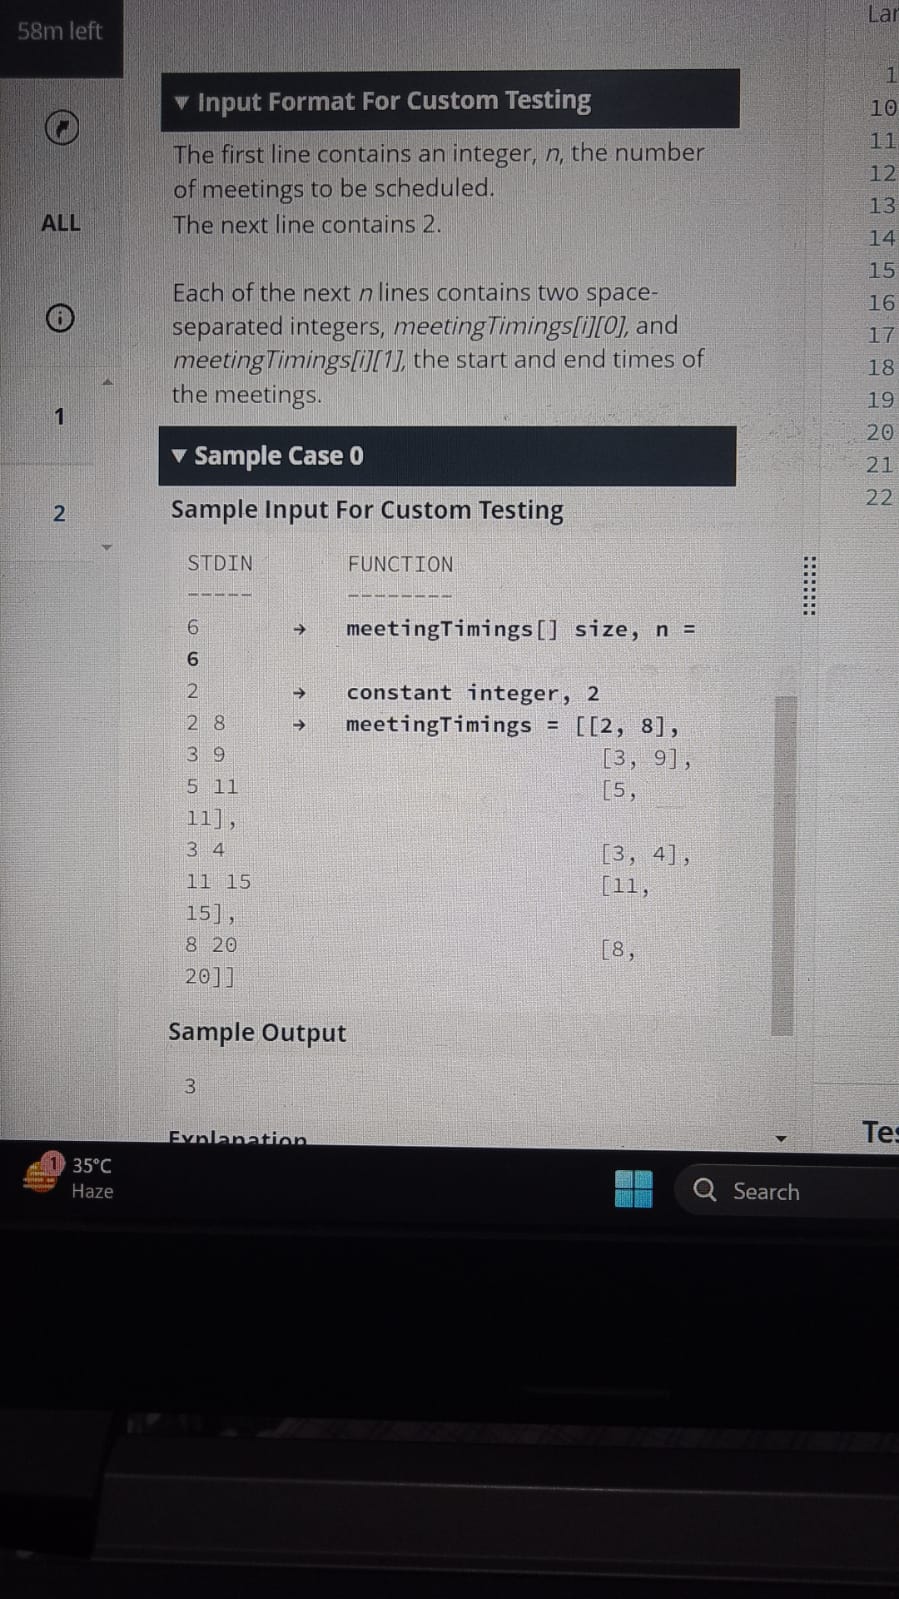 58m left
Lar
▼ Input Format For Custom Testing
The first line contains an integer, n, the number
of meetings to be scheduled.
The next line contains 2.
Each of the next n lines contains two space-
separated integers, meetingTimings[i][0], and
meetingTimings[i][1], the start and end times of
the meetings.
▼ Sample Case 0
Sample Input For Custom Testing
STDIN FUNCTION
----- --------
6 → meetingTimings[] size, n =
6
2 → constant integer, 2
2 8 → meetingTimings = [[2, 8],
3 9 [3, 9],
5 11 [5,
11],
3 4 [3, 4],
11 15 [11,
15],
8 20 [8,
20]]
Sample Output
3
Explanation
ALL
1
2
1
10
11
12
13
14
15
16
17
18
19
20
21
22
Tes
1
35°C
Haze
Search